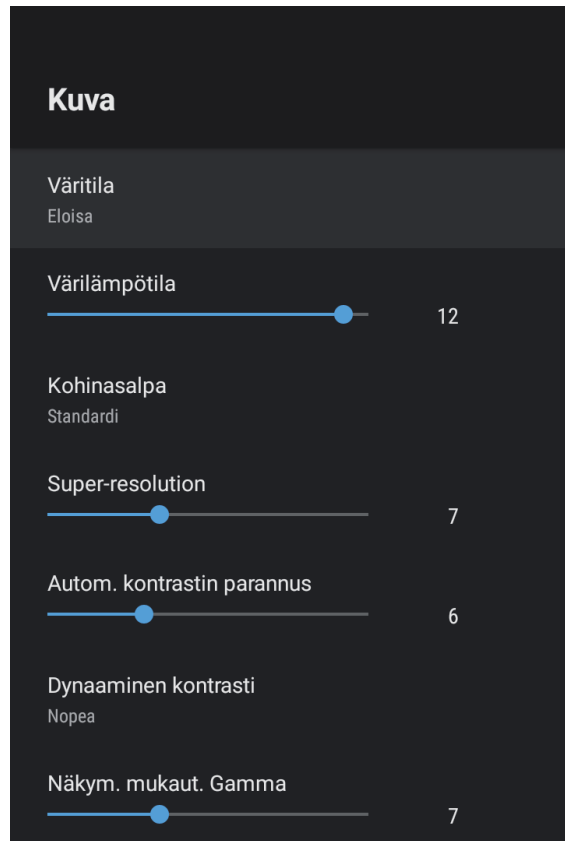 Kuva
Väritila
Eloisa
Värilämpötila
12
Kohinasalpa
Standardi
Super-resolution
7
Autom. kontrastin parannus
6
Dynaaminen kontrasti
Nopea
Näkym. mukaut. Gamma
7